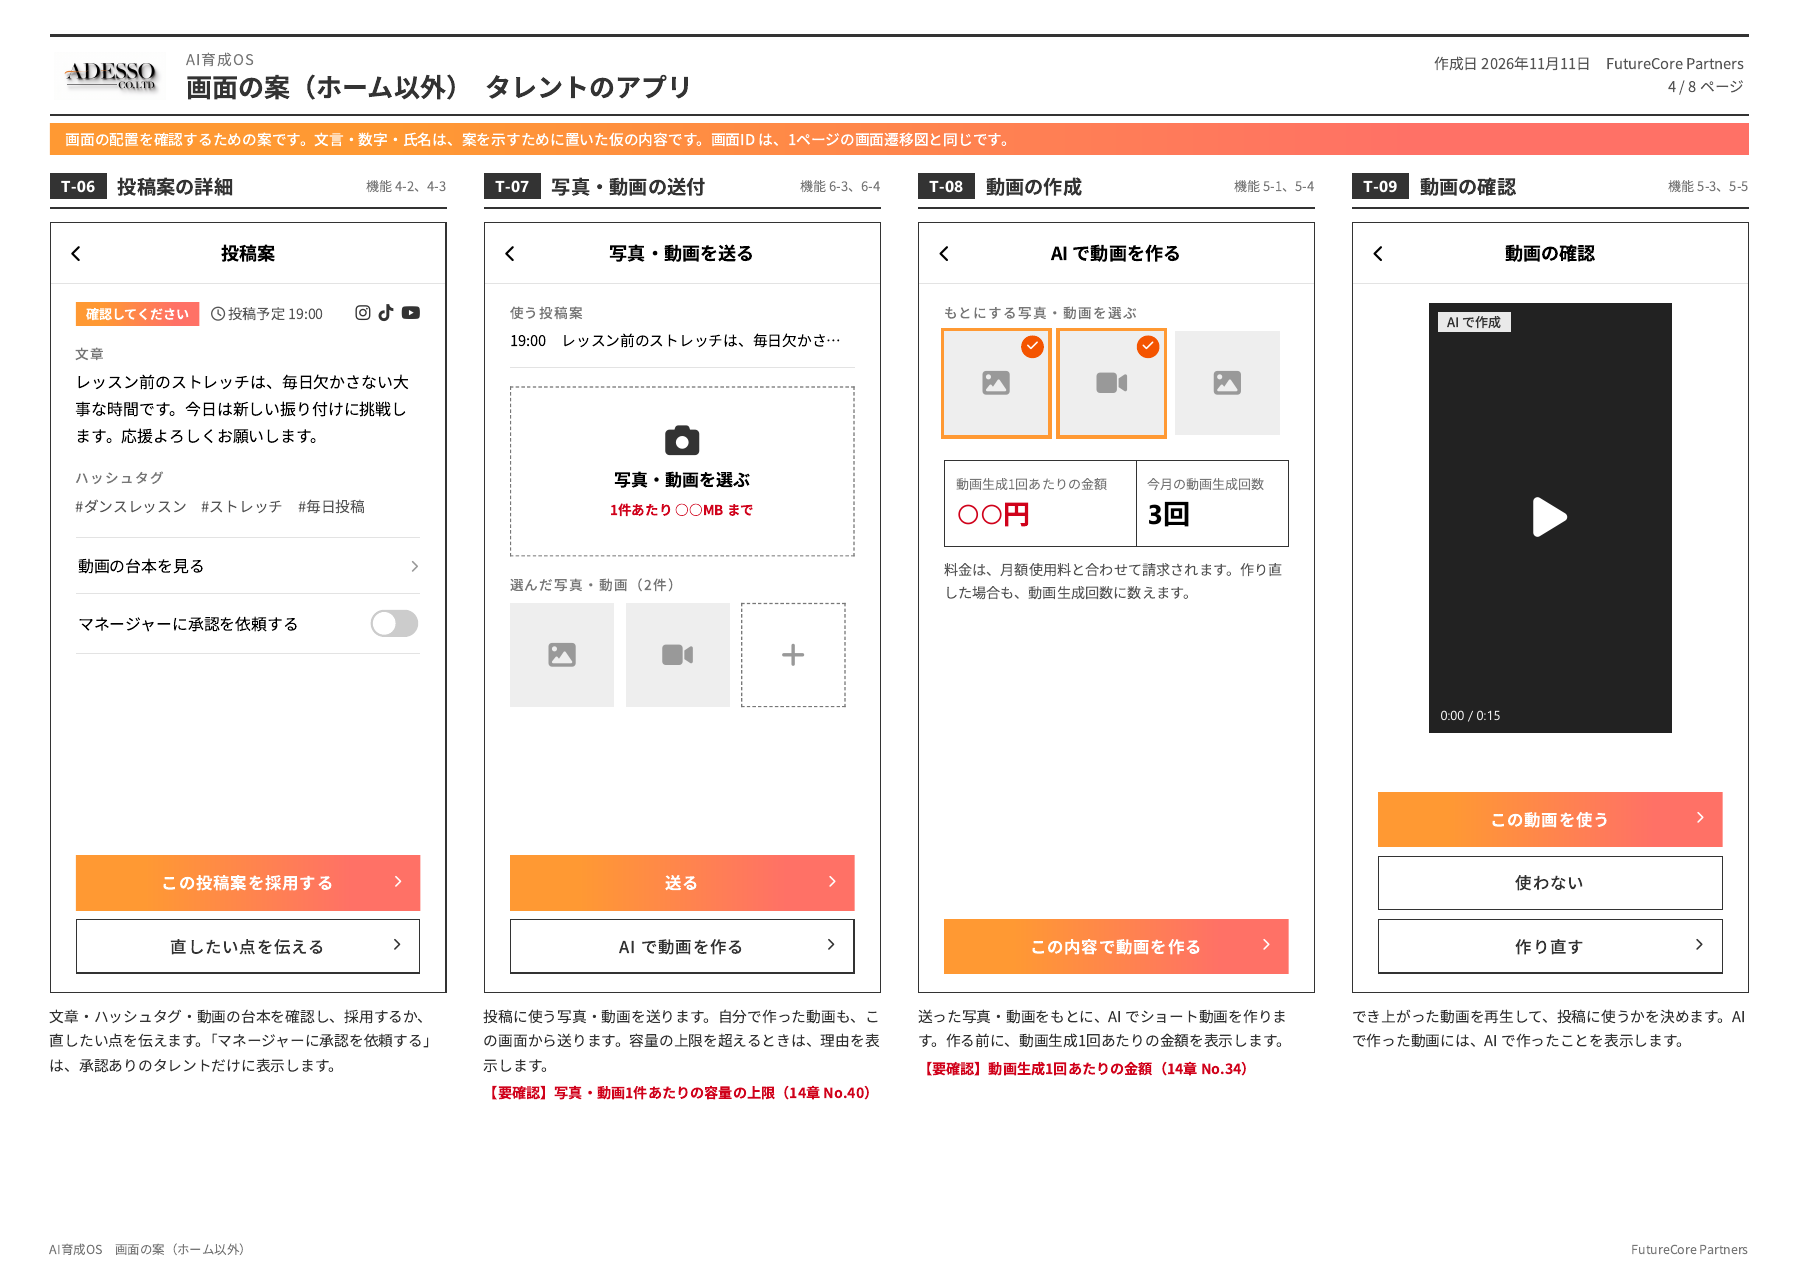 ADESSO
CO.LTD.
AI育成OS
画面の案（ホーム以外）　タレントのアプリ
作成日 2026年11月11日　FutureCore Partners
4 / 8 ページ
画面の配置を確認するための案です。文言・数字・氏名は、案を示すために置いた仮の内容です。画面ID は、1ページの画面遷移図と同じです。
T-06 投稿案の詳細 機能 4-2、4-3
投稿案
確認してください 投稿予定 19:00
文章
レッスン前のストレッチは、毎日欠かさない大
事な時間です。今日は新しい振り付けに挑戦し
ます。応援よろしくお願いします。
ハッシュタグ
#ダンスレッスン　#ストレッチ　#毎日投稿
動画の台本を見る
マネージャーに承認を依頼する
この投稿案を採用する
直したい点を伝える
文章・ハッシュタグ・動画の台本を確認し、採用するか、
直したい点を伝えます。「マネージャーに承認を依頼する」
は、承認ありのタレントだけに表示します。
T-07 写真・動画の送付 機能 6-3、6-4
写真・動画を送る
使う投稿案
19:00　レッスン前のストレッチは、毎日欠かさ…
写真・動画を選ぶ
1件あたり ○○MB まで
選んだ写真・動画（2件）
送る
AI で動画を作る
投稿に使う写真・動画を送ります。自分で作った動画も、こ
の画面から送ります。容量の上限を超えるときは、理由を表
示します。
【要確認】写真・動画1件あたりの容量の上限（14章 No.40）
T-08 動画の作成 機能 5-1、5-4
AI で動画を作る
もとにする写真・動画を選ぶ
動画生成1回あたりの金額
○○円
今月の動画生成回数
3回
料金は、月額使用料と合わせて請求されます。作り直
した場合も、動画生成回数に数えます。
この内容で動画を作る
送った写真・動画をもとに、AI でショート動画を作りま
す。作る前に、動画生成1回あたりの金額を表示します。
【要確認】動画生成1回あたりの金額（14章 No.34）
T-09 動画の確認 機能 5-3、5-5
動画の確認
AI で作成
0:00 / 0:15
この動画を使う
使わない
作り直す
でき上がった動画を再生して、投稿に使うかを決めます。AI
で作った動画には、AI で作ったことを表示します。
AI育成OS　画面の案（ホーム以外）
FutureCore Partners